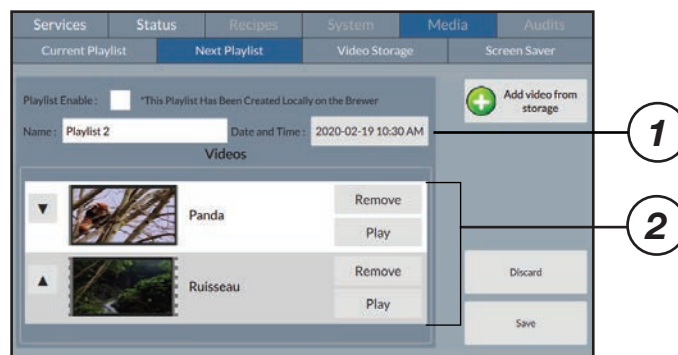 Services Status Recipes System Media Audits
Current Playlist Next Playlist Video Storage Screen Saver
Playlist Enable : *This Playlist Has Been Created Locally on the Brewer
Add video from
storage
Name : Playlist 2 Date and Time : 2020-02-19 10:30 AM
1
Videos
Panda Remove
Play
2
Ruisseau Remove
Play
Discard
Save